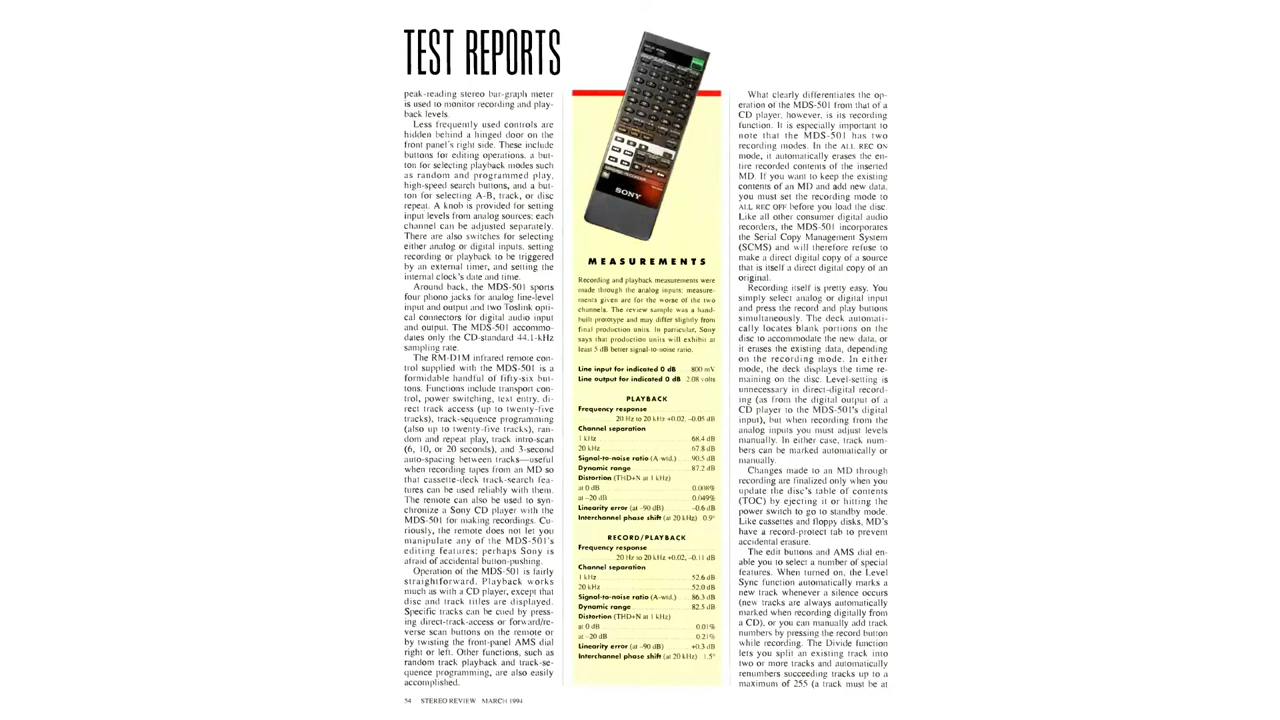 TEST REPORTS
peak-reading stereo bar-graph meter
is used to monitor recording and play-
back levels.
Less frequently used controls are
hidden behind a hinged door on the
front panel's right side. These include
buttons for editing operations, a but-
ton for selecting playback modes such
as random and programmed play,
high-speed search buttons, and a but-
ton for selecting A-B, track, or disc
repeat. A knob is provided for setting
input levels from analog sources; each
channel can be adjusted separately.
There are also switches for selecting
either analog or digital inputs, setting
recording or playback to be triggered
by an external timer, and setting the
internal clock's date and time.
Around back, the MDS-501 sports
four phono jacks for analog line-level
input and output and two Toslink opti-
cal connectors for digital audio input
and output. The MDS-501 accommo-
dates only the CD-standard 44.1-kHz
sampling rate.
The RM-D1M infrared remote con-
trol supplied with the MDS-501 is a
formidable handful of fifty-six but-
tons. Functions include transport con-
trol, power switching, text entry, di-
rect track access (up to twenty-five
tracks), track-sequence programming
(also up to twenty-five tracks), ran-
dom and repeat play, track intro-scan
(6, 10, or 20 seconds), and 3-second
auto-spacing between tracks—useful
when recording tapes from an MD so
that cassette-deck track-search fea-
tures can be used reliably with them.
The remote can also be used to syn-
chronize a Sony CD player with the
MDS-501 for making recordings. Cu-
riously, the remote does not let you
manipulate any of the MDS-501's
editing features; perhaps Sony is
afraid of accidental button-pushing.
Operation of the MDS-501 is fairly
straightforward. Playback works
much as with a CD player, except that
disc and track titles are displayed.
Specific tracks can be cued by press-
ing direct-track-access or forward/re-
verse scan buttons on the remote or
by twisting the front-panel AMS dial
right or left. Other functions, such as
random track playback and track-se-
quence programming, are also easily
accomplished.
SONY
MEASUREMENTS
Recording and playback measurements were
made through the analog inputs; measure-
ments given are for the worse of the two
channels. The review sample was a hand-
built prototype and may differ slightly from
final production units. In particular, Sony
says that production units will exhibit at
least 5 dB better signal-to-noise ratio.
Line input for indicated 0 dB 800 mV
Line output for indicated 0 dB 2.08 volts
PLAYBACK
Frequency response
20 Hz to 20 kHz +0.02, -0.05 dB
Channel separation
1 kHz 68.4 dB
20 kHz 67.8 dB
Signal-to-noise ratio (A-wtd.) 90.5 dB
Dynamic range 87.2 dB
Distortion (THD+N at 1 kHz)
at 0 dB 0.008%
at -20 dB 0.049%
Linearity error (at -90 dB) -0.6 dB
Interchannel phase shift (at 20 kHz) 0.9°
RECORD/PLAYBACK
Frequency response
20 Hz to 20 kHz +0.02, -0.11 dB
Channel separation
1 kHz 52.6 dB
20 kHz 52.0 dB
Signal-to-noise ratio (A-wtd.) 86.3 dB
Dynamic range 82.5 dB
Distortion (THD+N at 1 kHz)
at 0 dB 0.01%
at -20 dB 0.21%
Linearity error (at -90 dB) +0.3 dB
Interchannel phase shift (at 20 kHz) 1.5°
What clearly differentiates the op-
eration of the MDS-501 from that of a
CD player, however, is its recording
function. It is especially important to
note that the MDS-501 has two
recording modes. In the ALL REC ON
mode, it automatically erases the en-
tire recorded contents of the inserted
MD. If you want to keep the existing
contents of an MD and add new data,
you must set the recording mode to
ALL REC OFF before you load the disc.
Like all other consumer digital audio
recorders, the MDS-501 incorporates
the Serial Copy Management System
(SCMS) and will therefore refuse to
make a direct digital copy of a source
that is itself a direct digital copy of an
original.
Recording itself is pretty easy. You
simply select analog or digital input
and press the record and play buttons
simultaneously. The deck automati-
cally locates blank portions on the
disc to accommodate the new data, or
it erases the existing data, depending
on the recording mode. In either
mode, the deck displays the time re-
maining on the disc. Level-setting is
unnecessary in direct-digital record-
ing (as from the digital output of a
CD player to the MDS-501's digital
input), but when recording from the
analog inputs you must adjust levels
manually. In either case, track num-
bers can be marked automatically or
manually.
Changes made to an MD through
recording are finalized only when you
update the disc's table of contents
(TOC) by ejecting it or hitting the
power switch to go to standby mode.
Like cassettes and floppy disks, MD's
have a record-protect tab to prevent
accidental erasure.
The edit buttons and AMS dial en-
able you to select a number of special
features. When turned on, the Level
Sync function automatically marks a
new track whenever a silence occurs
(new tracks are always automatically
marked when recording digitally from
a CD), or you can manually add track
numbers by pressing the record button
while recording. The Divide function
lets you split an existing track into
two or more tracks and automatically
renumbers succeeding tracks up to a
maximum of 255 (a track must be at
54 STEREO REVIEW MARCH 1994